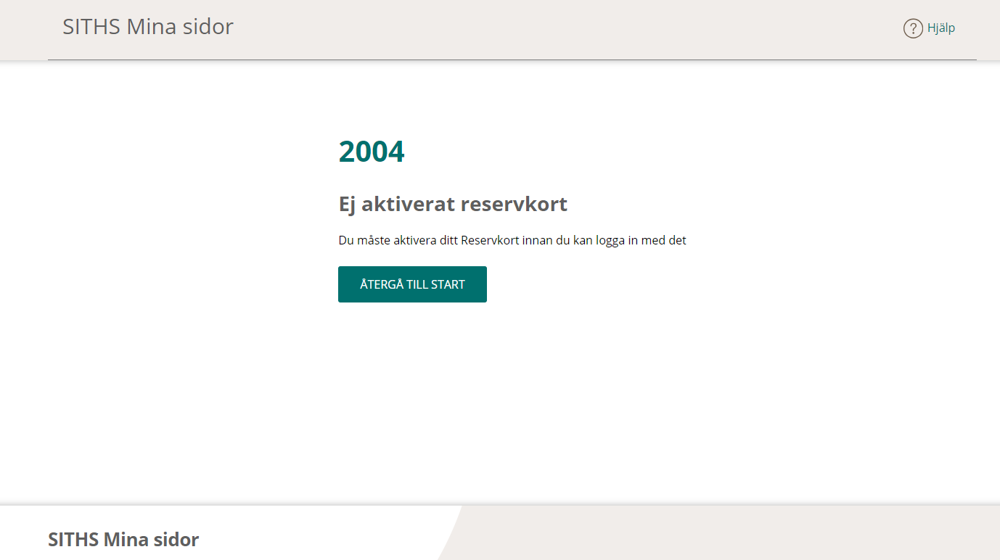 SITHS Mina sidor
Hjälp
2004
Ej aktiverat reservkort
Du måste aktivera ditt Reservkort innan du kan logga in med det
ÅTERGÅ TILL START
SITHS Mina sidor